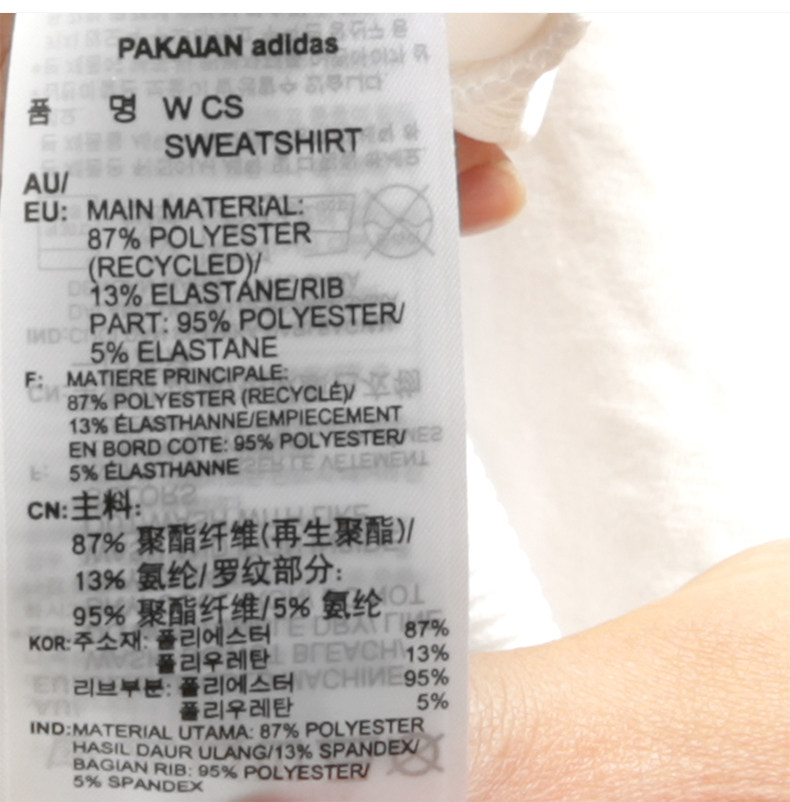 PAKAIAN adidas
품 명 W CS
SWEATSHIRT
AU/
EU: MAIN MATERIAL:
87% POLYESTER
(RECYCLED)/
13% ELASTANE/RIB
PART: 95% POLYESTER/
5% ELASTANE
F: MATIERE PRINCIPALE:
87% POLYESTER (RECYCLÉ)/
13% ÉLASTHANNE/EMPIECEMENT
EN BORD COTE: 95% POLYESTER/
5% ÉLASTHANNE
CN:主料:
87% 聚酯纤维(再生聚酯)/
13% 氨纶/罗纹部分:
95% 聚酯纤维/5% 氨纶
KOR:주소재: 폴리에스터 87%
폴리우레탄 13%
리브부분: 폴리에스터 95%
폴리우레탄 5%
IND:MATERIAL UTAMA: 87% POLYESTER
HASIL DAUR ULANG/13% SPANDEX/
BAGIAN RIB: 95% POLYESTER/
5% SPANDEX